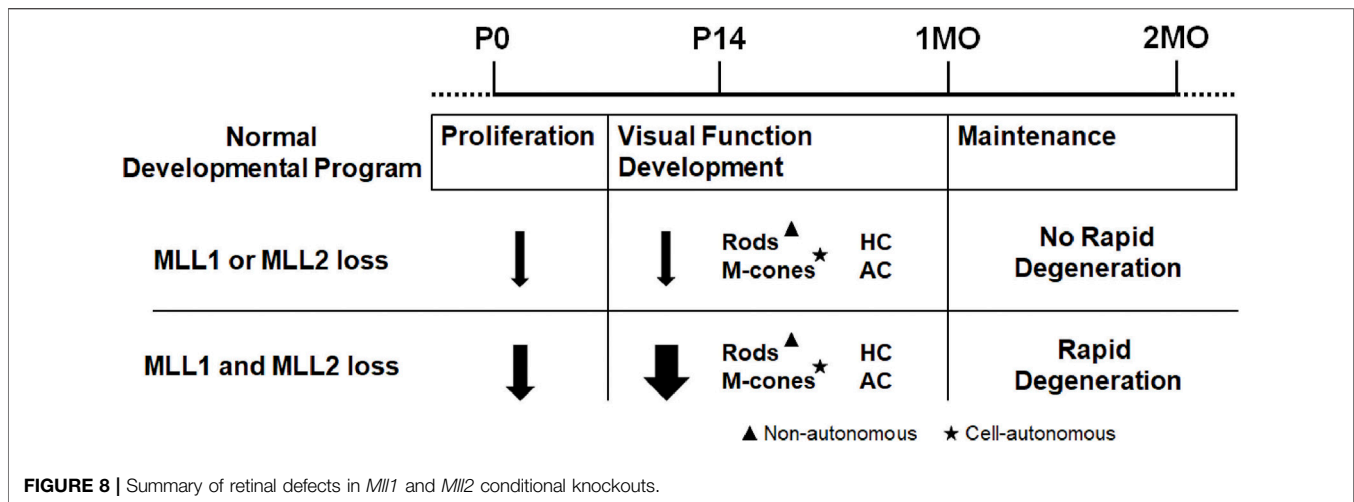 P0 P14 1MO 2MO
Normal
Developmental Program
Proliferation
Visual Function
Development
Maintenance
MLL1 or MLL2 loss
Rods▲ HC
M-cones★ AC
No Rapid
Degeneration
MLL1 and MLL2 loss
Rods▲ HC
M-cones★ AC
Rapid
Degeneration
▲ Non-autonomous ★ Cell-autonomous
FIGURE 8 | Summary of retinal defects in Mll1 and Mll2 conditional knockouts.